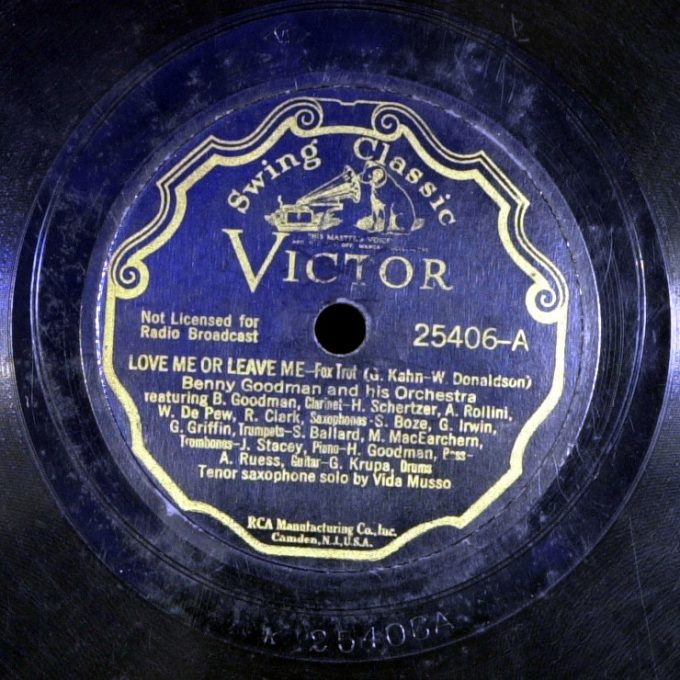 Swing Classic
"HIS MASTER'S VOICE"
VICTOR
Not Licensed for
Radio Broadcast
25406-A
LOVE ME OR LEAVE ME-Fox Trot (G. Kahn-W. Donaldson)
Benny Goodman and his Orchestra
reaturing B. Goodman, Clarinet-H. Schertzer, A. Rollini,
W. De Pew, R. Clark, Saxophones-S. Boze, G. Irwin,
G. Griffin, Trumpets-S. Ballard, M. MacEarchern,
Trombones-J. Stacey, Piano-H. Goodman, Bass-
A. Ruess, Guitar-G. Krupa, Drums
Tenor saxophone solo by Vida Musso
RCA Manufacturing Co., Inc.
Camden, N.J., U.S.A.
25406A